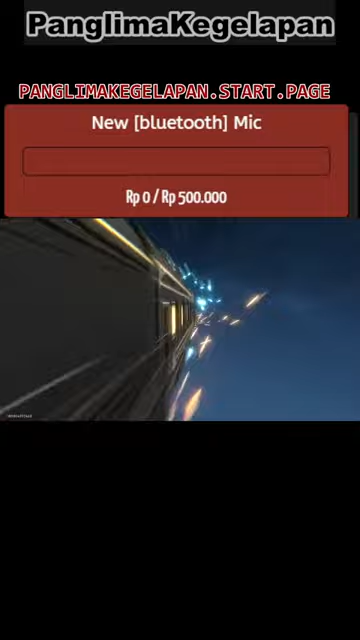 PanglimaKegelapan
PANGLIMAKEGELAPAN.START.PAGE
New [bluetooth] Mic
Rp 0 / Rp 500.000